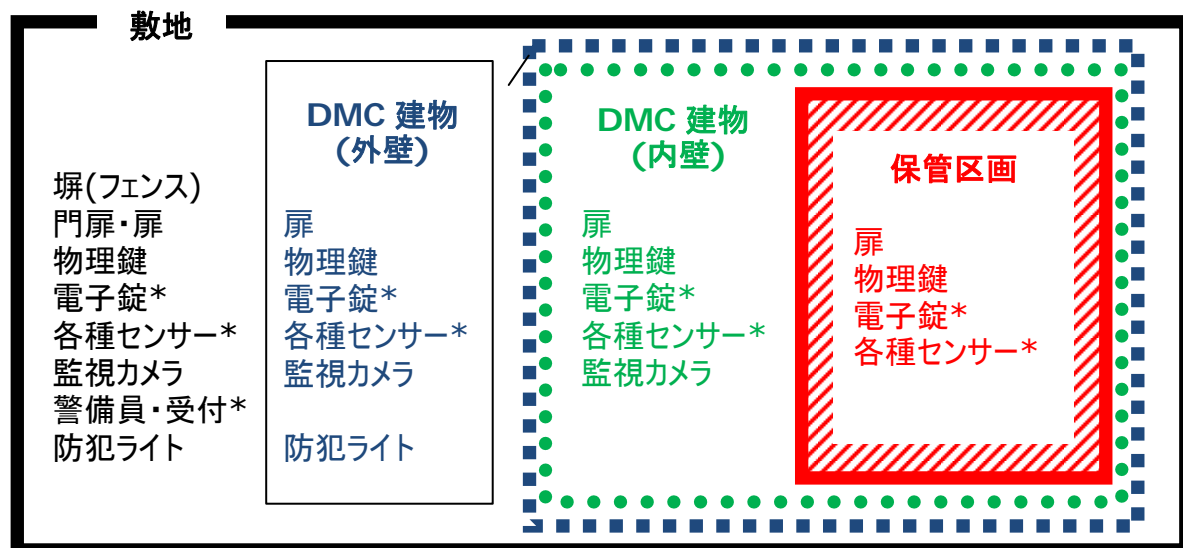 敷地
塀(フェンス)
門扉・扉
物理鍵
電子錠*
各種センサー*
監視カメラ
警備員・受付*
防犯ライト
DMC 建物
(外壁)
扉
物理鍵
電子錠*
各種センサー*
監視カメラ
防犯ライト
DMC 建物
(内壁)
扉
物理鍵
電子錠*
各種センサー*
監視カメラ
保管区画
扉
物理鍵
電子錠*
各種センサー*